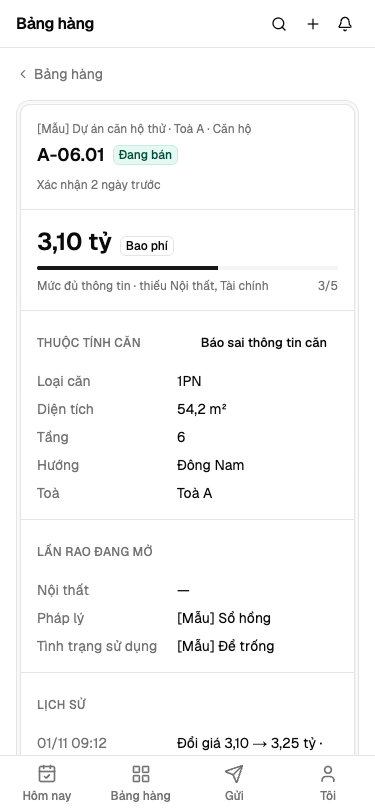 Bảng hàng
Bảng hàng
[Mẫu] Dự án căn hộ thử · Toà A · Căn hộ
A-06.01 Đang bán
Xác nhận 2 ngày trước
3,10 tỷ Bao phí
Mức đủ thông tin · thiếu Nội thất, Tài chính 3/5
THUỘC TÍNH CĂN Báo sai thông tin căn
Loại căn 1PN
Diện tích 54,2 m²
Tầng 6
Hướng Đông Nam
Toà Toà A
LẦN RAO ĐANG MỞ
Nội thất —
Pháp lý [Mẫu] Sổ hồng
Tình trạng sử dụng [Mẫu] Để trống
LỊCH SỬ
01/11 09:12 Đổi giá 3,10 → 3,25 tỷ ·
Hôm nay Bảng hàng Gửi Tôi